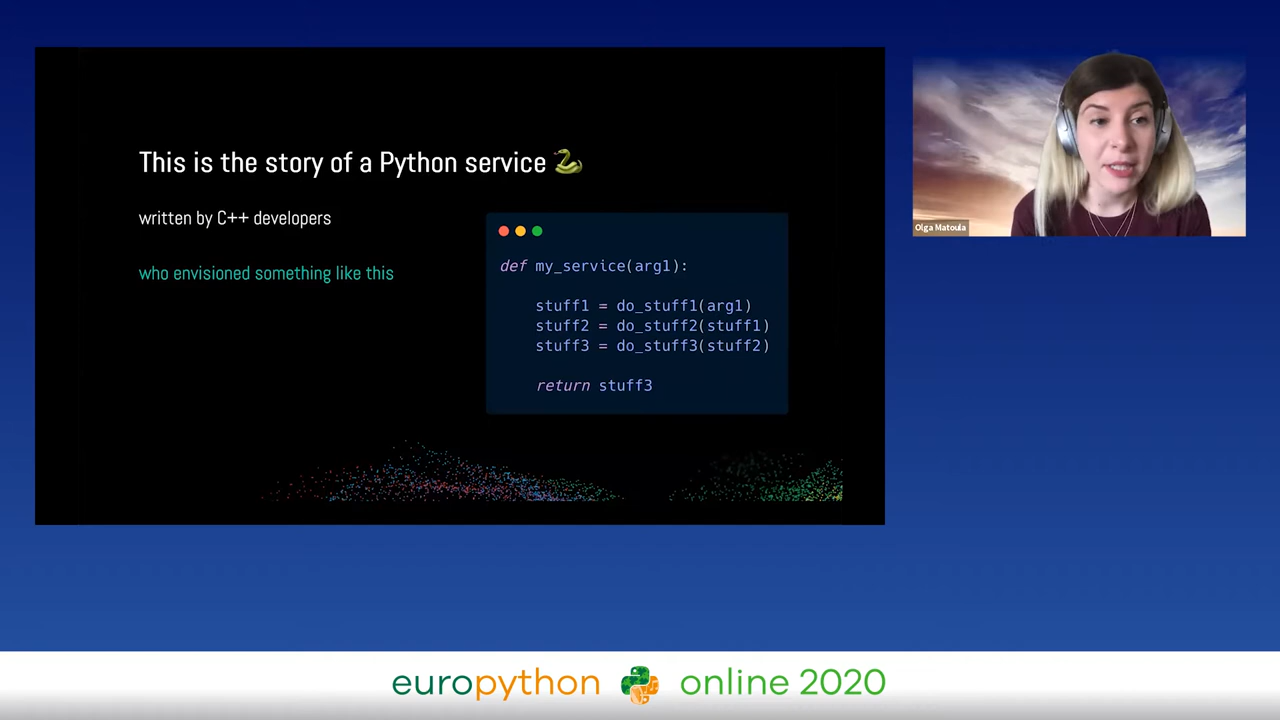 This is the story of a Python service 🐍
written by C++ developers
who envisioned something like this
def my_service(arg1):
stuff1 = do_stuff1(arg1)
stuff2 = do_stuff2(stuff1)
stuff3 = do_stuff3(stuff2)
return stuff3
Olga Matoula
europython online 2020